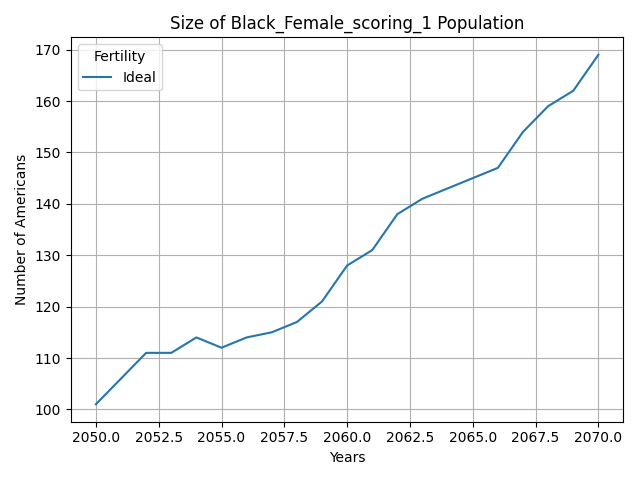 Size of Black_Female_scoring_1 Population
Fertility
Ideal
Number of Americans
170
160
150
140
130
120
110
100
2050.0 2052.5 2055.0 2057.5 2060.0 2062.5 2065.0 2067.5 2070.0
Years